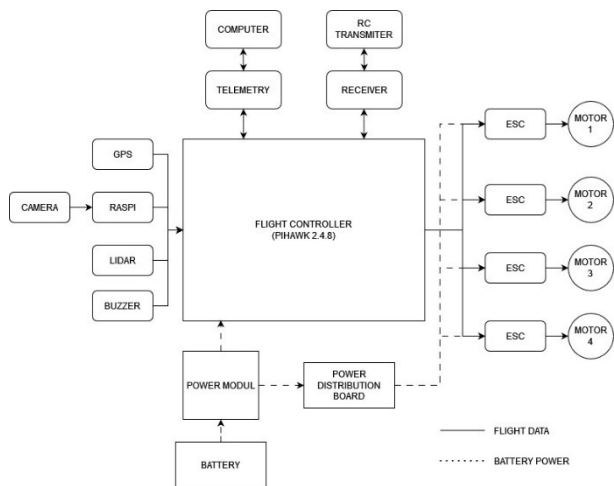 COMPUTER
RC
TRANSMITER
TELEMETRY
RECEIVER
GPS
CAMERA
RASPI
LIDAR
BUZZER
FLIGHT CONTROLLER
(PIHAWK 2.4.8)
ESC
MOTOR
1
ESC
MOTOR
2
ESC
MOTOR
3
ESC
MOTOR
4
POWER MODUL
POWER
DISTRIBUTION
BOARD
BATTERY
FLIGHT DATA
BATTERY POWER